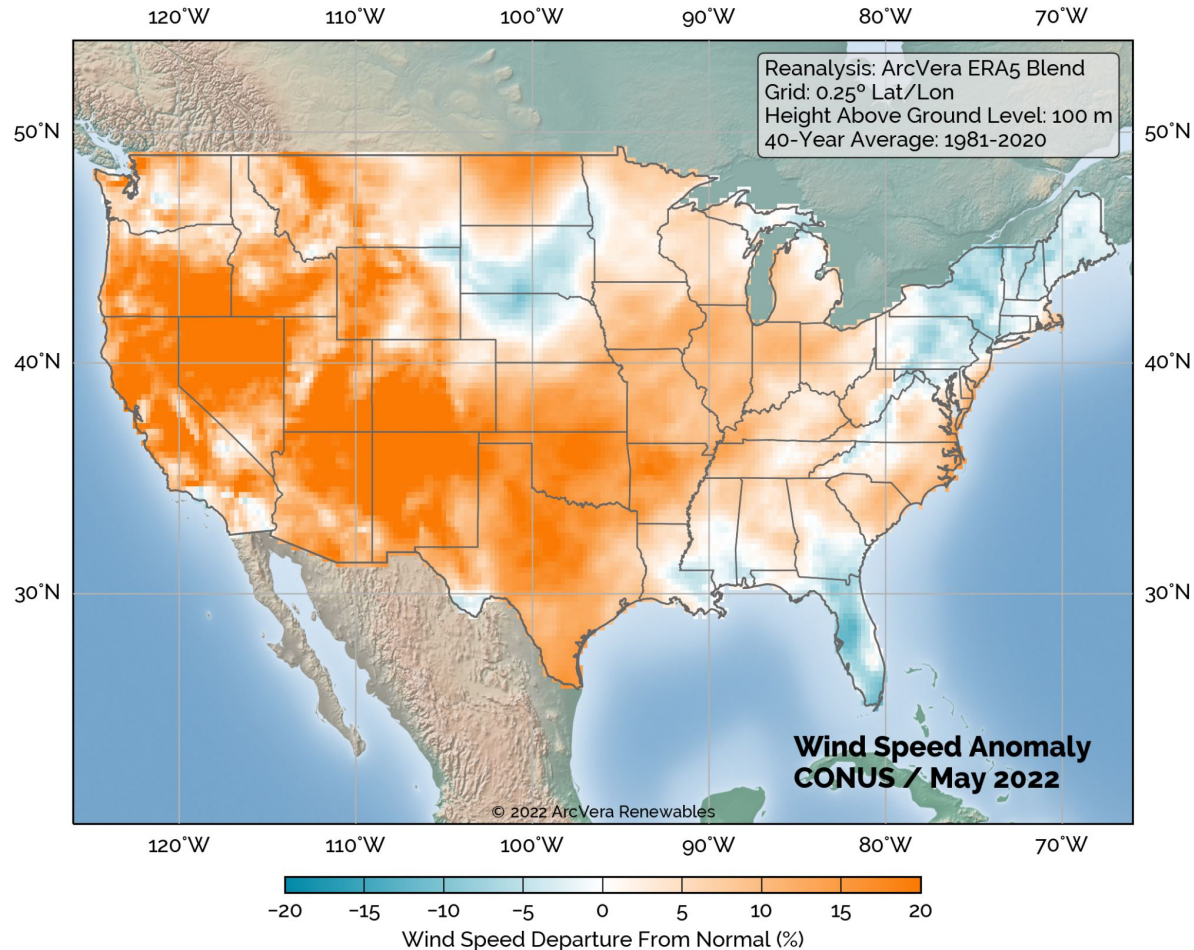 120°W 110°W 100°W 90°W 80°W 70°W
Reanalysis: ArcVera ERA5 Blend
Grid: 0.25º Lat/Lon
Height Above Ground Level: 100 m
40-Year Average: 1981-2020
50°N 50°N
40°N 40°N
30°N 30°N
Wind Speed Anomaly
CONUS / May 2022
© 2022 ArcVera Renewables
120°W 110°W 100°W 90°W 80°W 70°W
−20 −15 −10 −5 0 5 10 15 20
Wind Speed Departure From Normal (%)